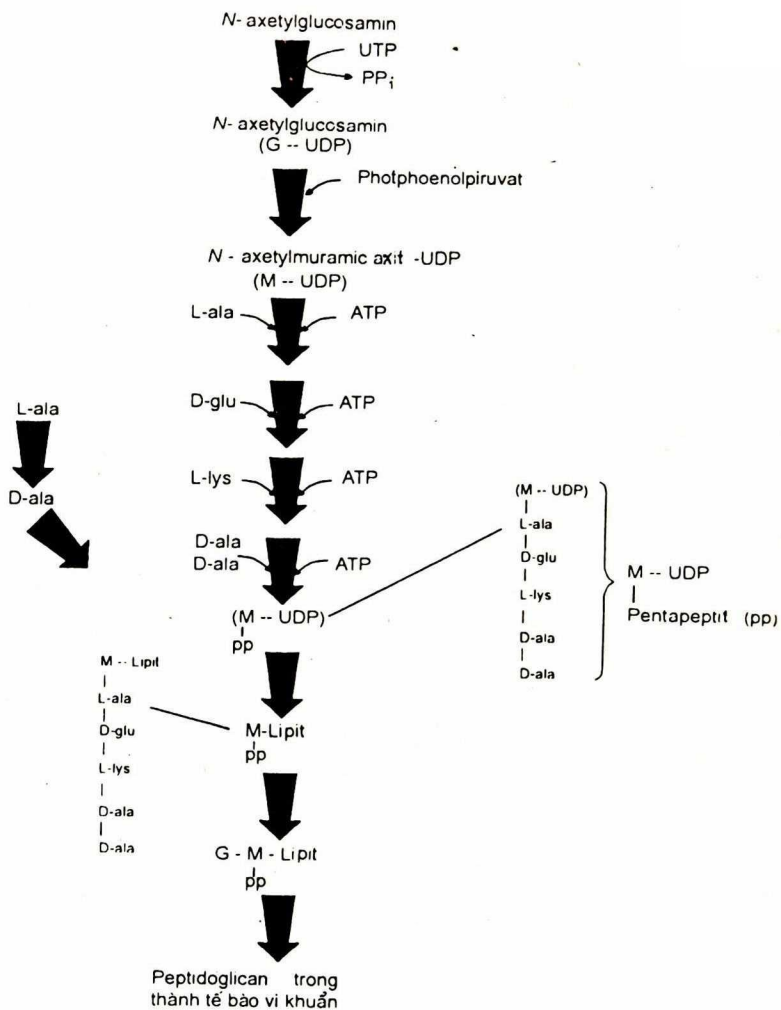 N- axetylglucosamin
UTP
PPi
N- axetylglucosamin
(G -- UDP)
Photphoenolpiruvat
N - axetylmuramic axit -UDP
(M -- UDP)
L-ala
ATP
D-glu
ATP
L-ala
D-ala
L-lys
ATP
D-ala
D-ala
ATP
(M -- UDP)
pp
(M -- UDP)
L-ala
D-glu
L-lys
D-ala
D-ala
M -- UDP
Pentapeptit (pp)
M -- Lipit
L-ala
D-glu
L-lys
D-ala
D-ala
M-Lipit
pp
G - M - Lipit
pp
Peptidoglican trong
thành tế bào vi khuẩn